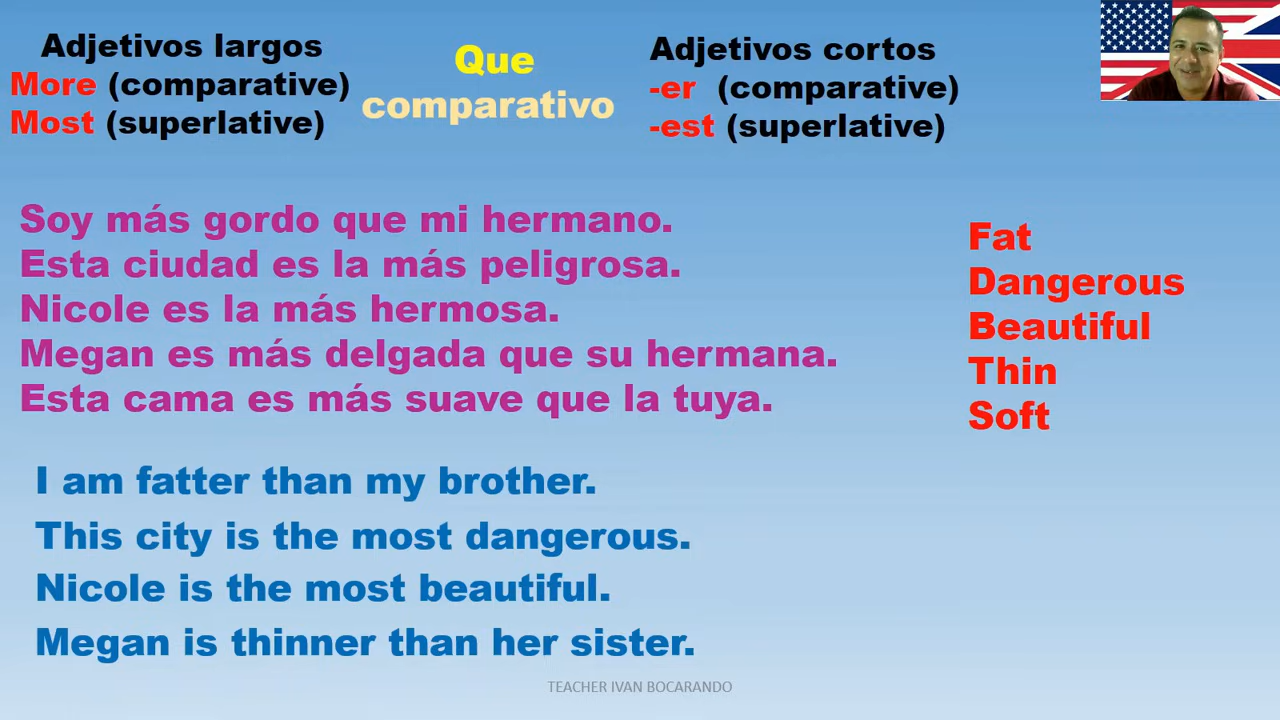 Adjetivos largos
More (comparative)
Most (superlative)
Que
comparativo
Adjetivos cortos
-er (comparative)
-est (superlative)
Soy más gordo que mi hermano.
Esta ciudad es la más peligrosa.
Nicole es la más hermosa.
Megan es más delgada que su hermana.
Esta cama es más suave que la tuya.
Fat
Dangerous
Beautiful
Thin
Soft
I am fatter than my brother.
This city is the most dangerous.
Nicole is the most beautiful.
Megan is thinner than her sister.
TEACHER IVAN BOCARANDO